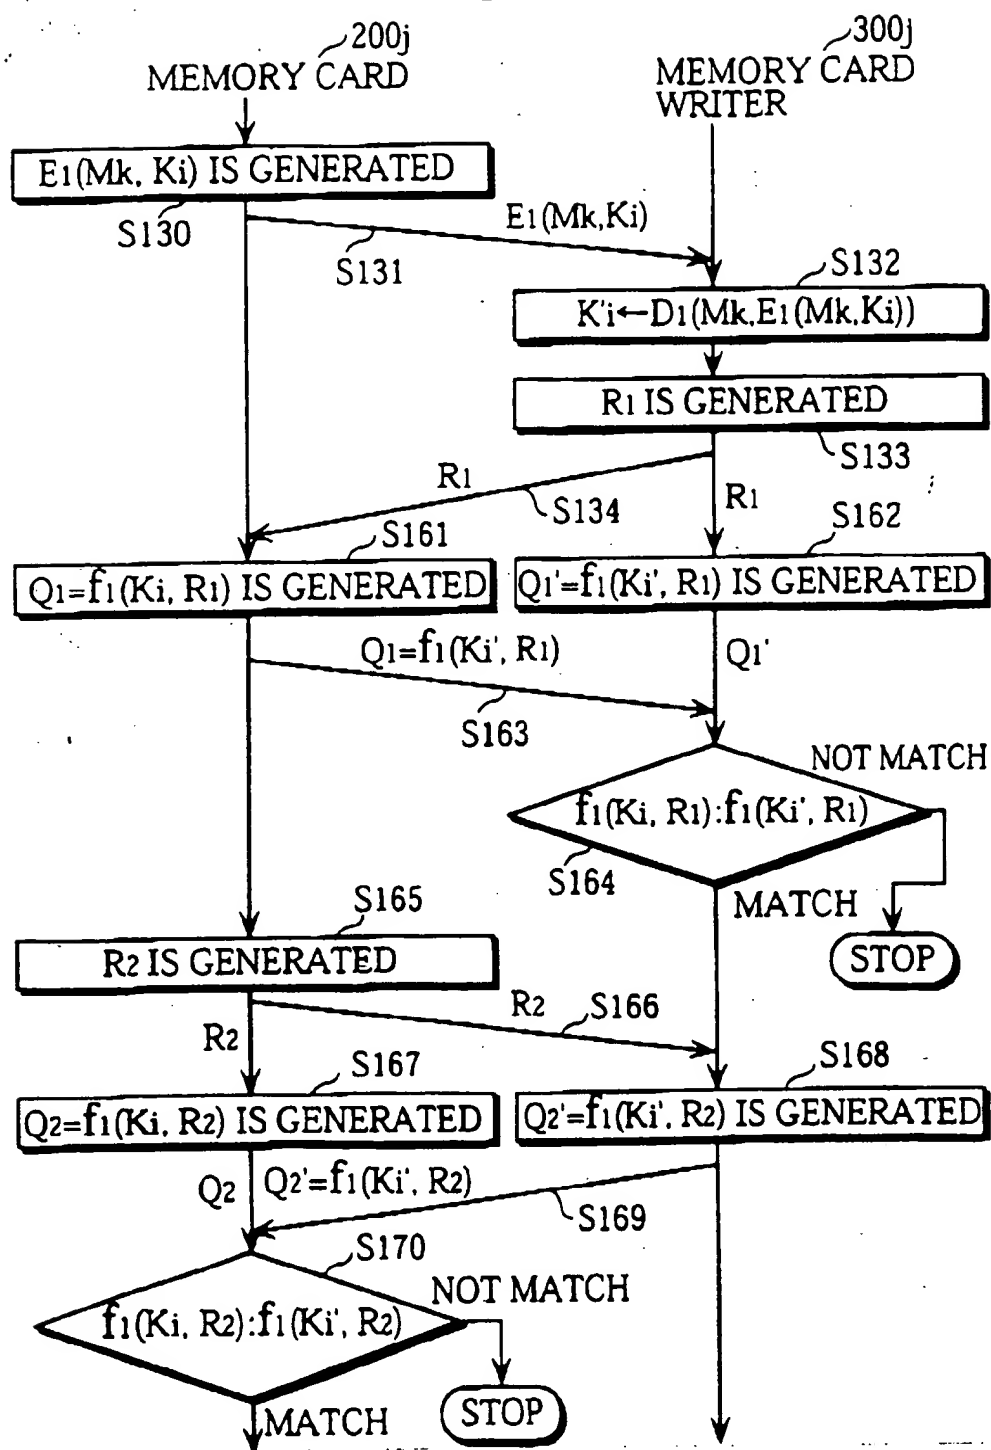 200j
MEMORY CARD
300j
MEMORY CARD
WRITER
E1(Mk, Ki) IS GENERATED
S130
E1(Mk,Ki)
S131
S132
K'i←D1(Mk,E1(Mk,Ki))
R1 IS GENERATED
S133
R1
S134
R1
S161
S162
Q1=f1(Ki, R1) IS GENERATED
Q1'=f1(Ki', R1) IS GENERATED
Q1=f1(Ki', R1)
Q1'
S163
NOT MATCH
f1(Ki, R1):f1(Ki', R1)
S164
MATCH
STOP
S165
R2 IS GENERATED
R2
S166
R2
S167
S168
Q2=f1(Ki, R2) IS GENERATED
Q2'=f1(Ki', R2) IS GENERATED
Q2
Q2'=f1(Ki', R2)
S169
S170
NOT MATCH
f1(Ki, R2):f1(Ki', R2)
STOP
MATCH